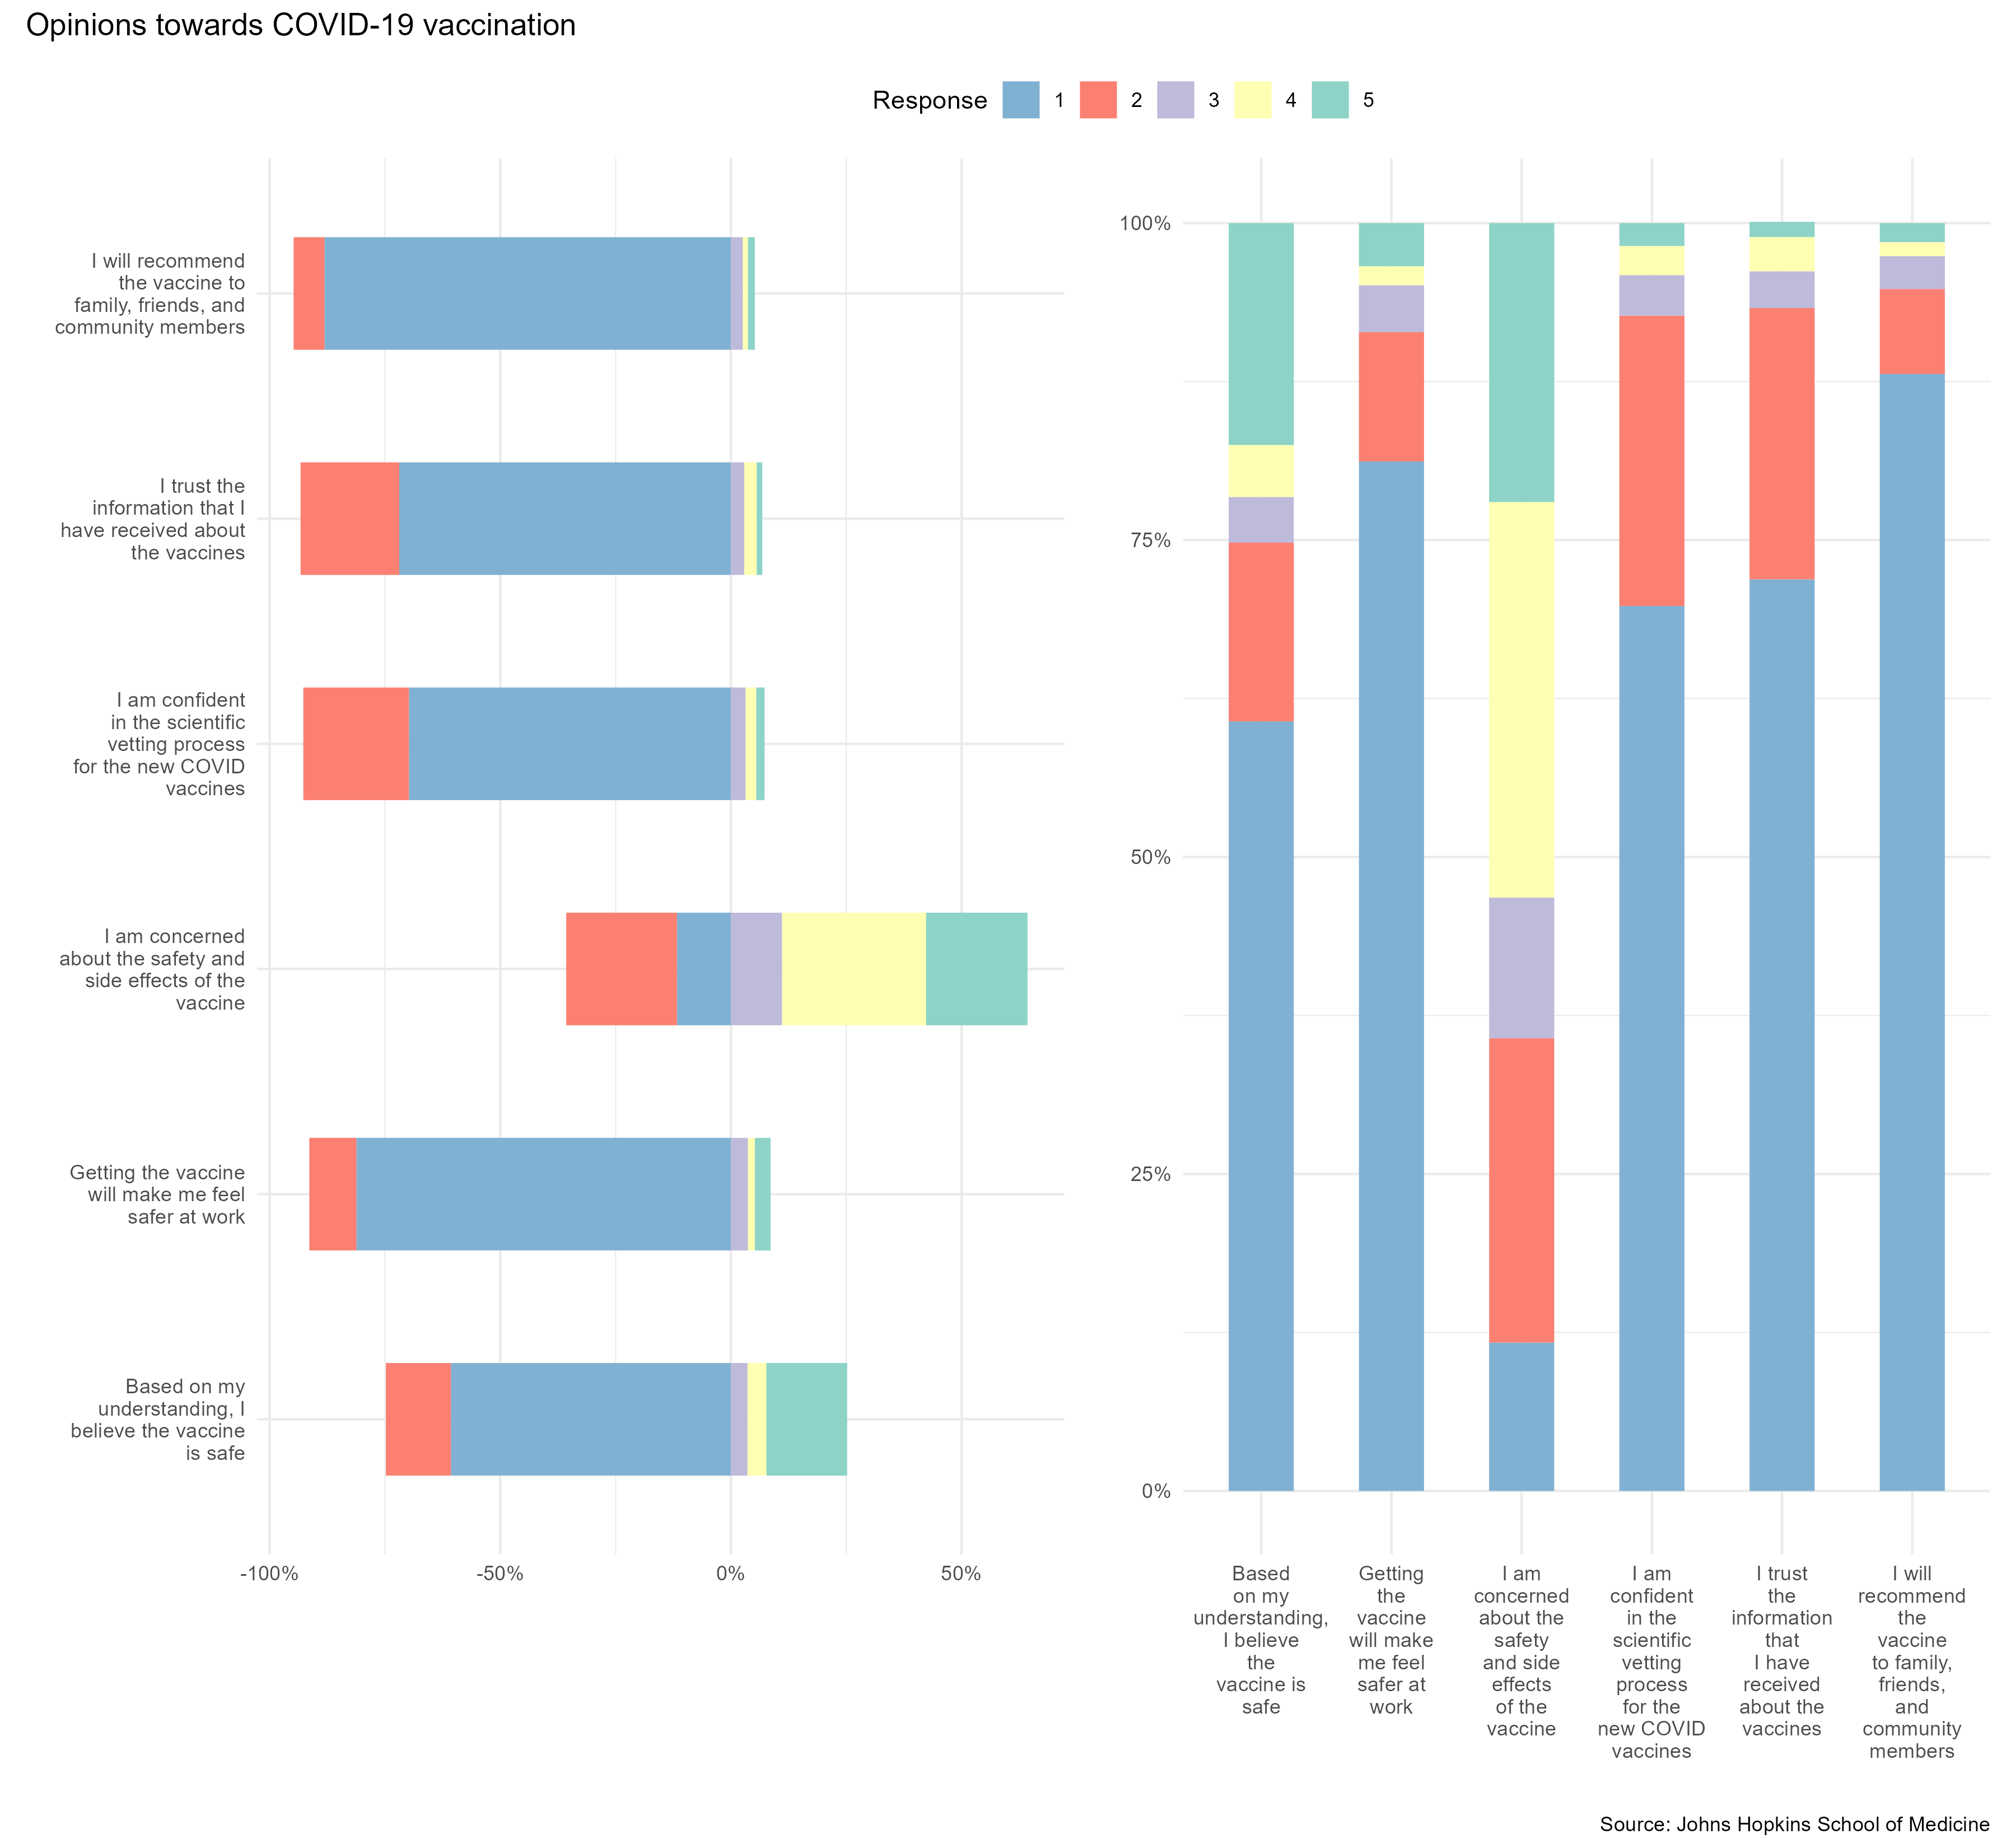 Opinions towards COVID-19 vaccination
Response 1 2 3 4 5
I will recommend
the vaccine to
family, friends, and
community members
I trust the
information that I
have received about
the vaccines
I am confident
in the scientific
vetting process
for the new COVID
vaccines
I am concerned
about the safety and
side effects of the
vaccine
Getting the vaccine
will make me feel
safer at work
Based on my
understanding, I
believe the vaccine
is safe
-100% -50% 0% 50%
100%
75%
50%
25%
0%
Based
on my
understanding,
I believe
the
vaccine is
safe
Getting
the
vaccine
will make
me feel
safer at
work
I am
concerned
about the
safety
and side
effects
of the
vaccine
I am
confident
in the
scientific
vetting
process
for the
new COVID
vaccines
I trust
the
information
that
I have
received
about the
vaccines
I will
recommend
the
vaccine
to family,
friends,
and
community
members
Source: Johns Hopkins School of Medicine